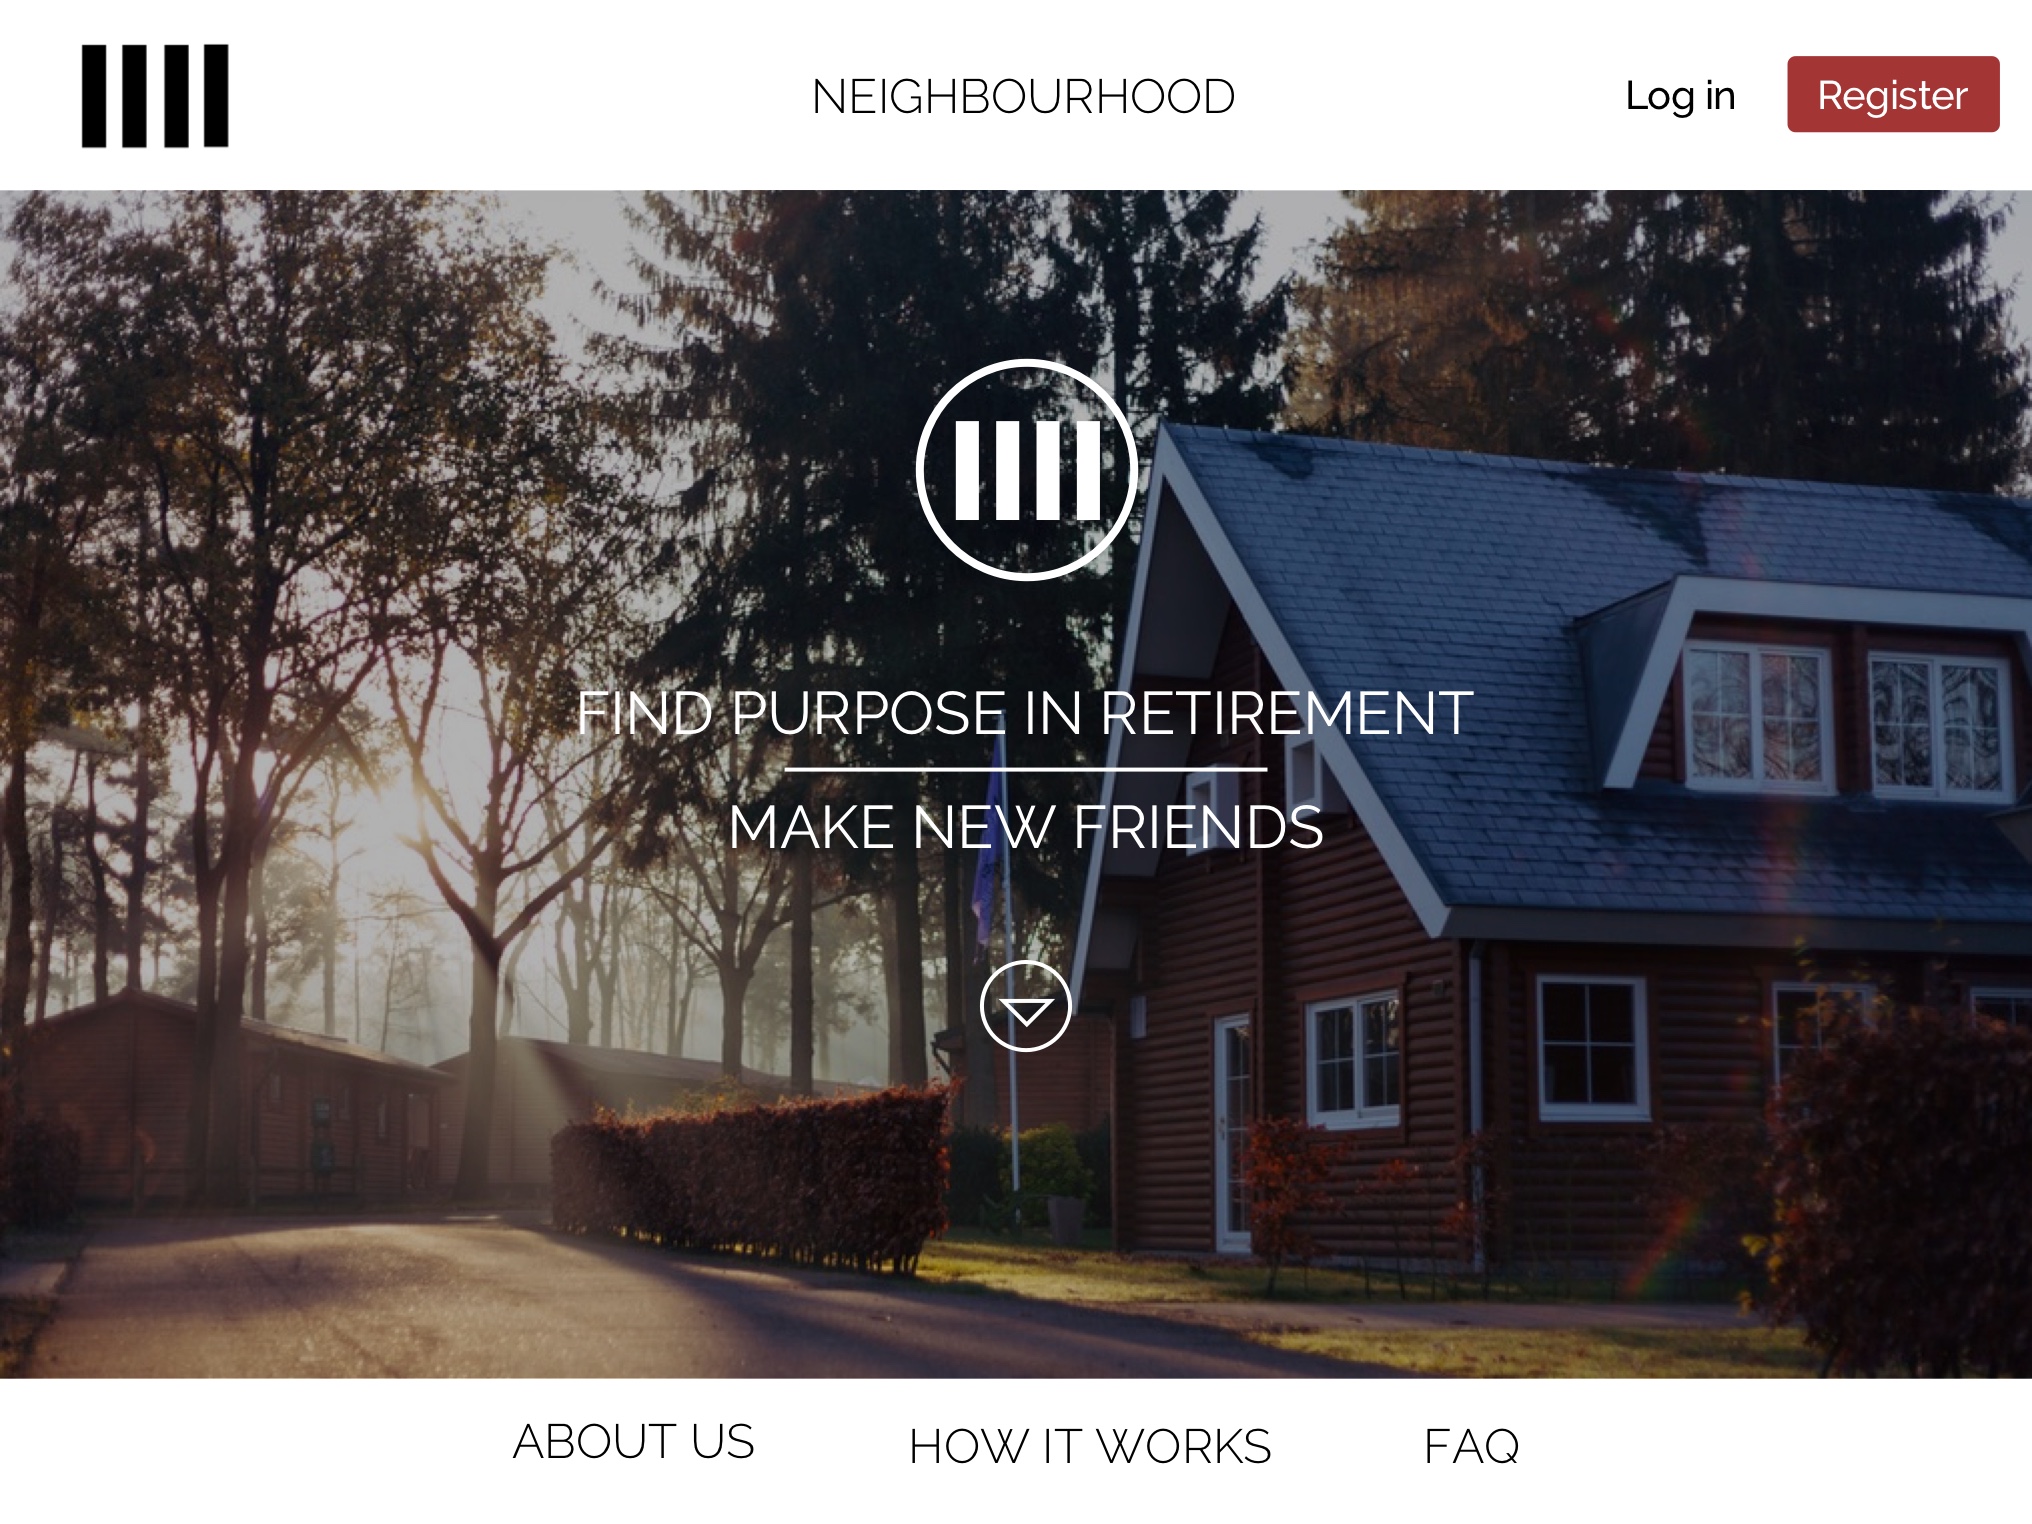 NEIGHBOURHOOD
Log in
Register
FIND PURPOSE IN RETIREMENT
MAKE NEW FRIENDS
ABOUT US
HOW IT WORKS
FAQ